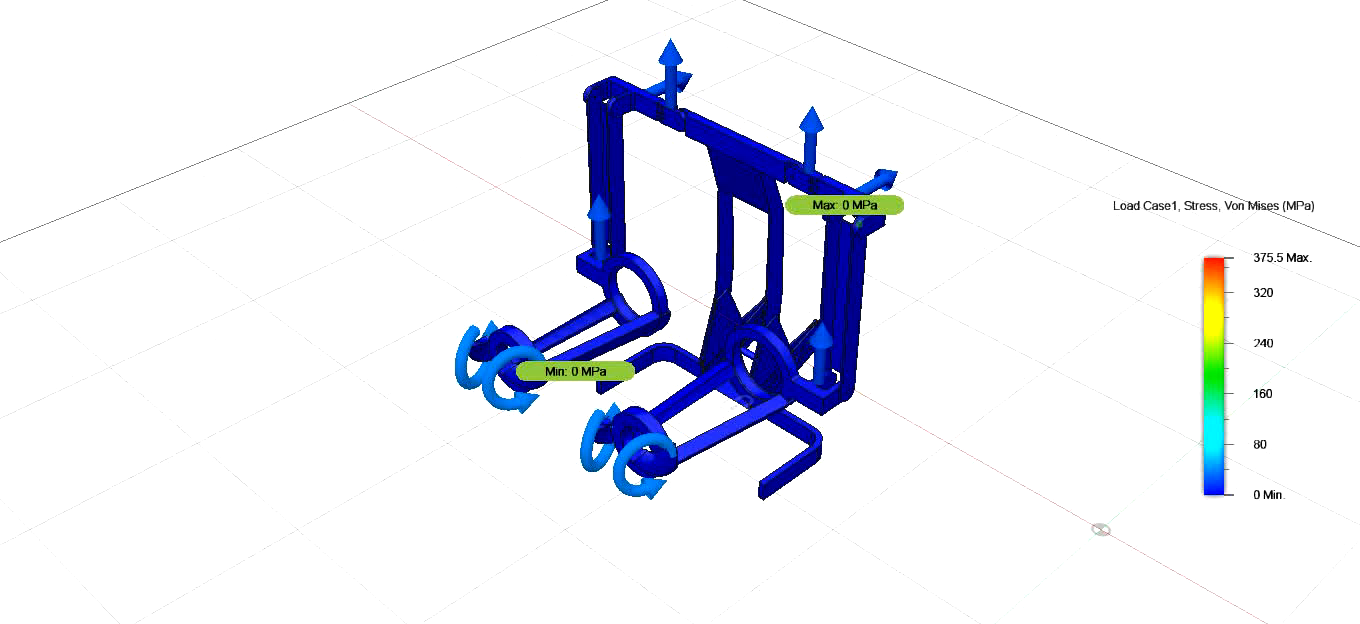 Max: 0 MPa
Load Case1, Stress, Von Mises (MPa)
375.5 Max.
320
240
Min: 0 MPa
160
80
0 Min.